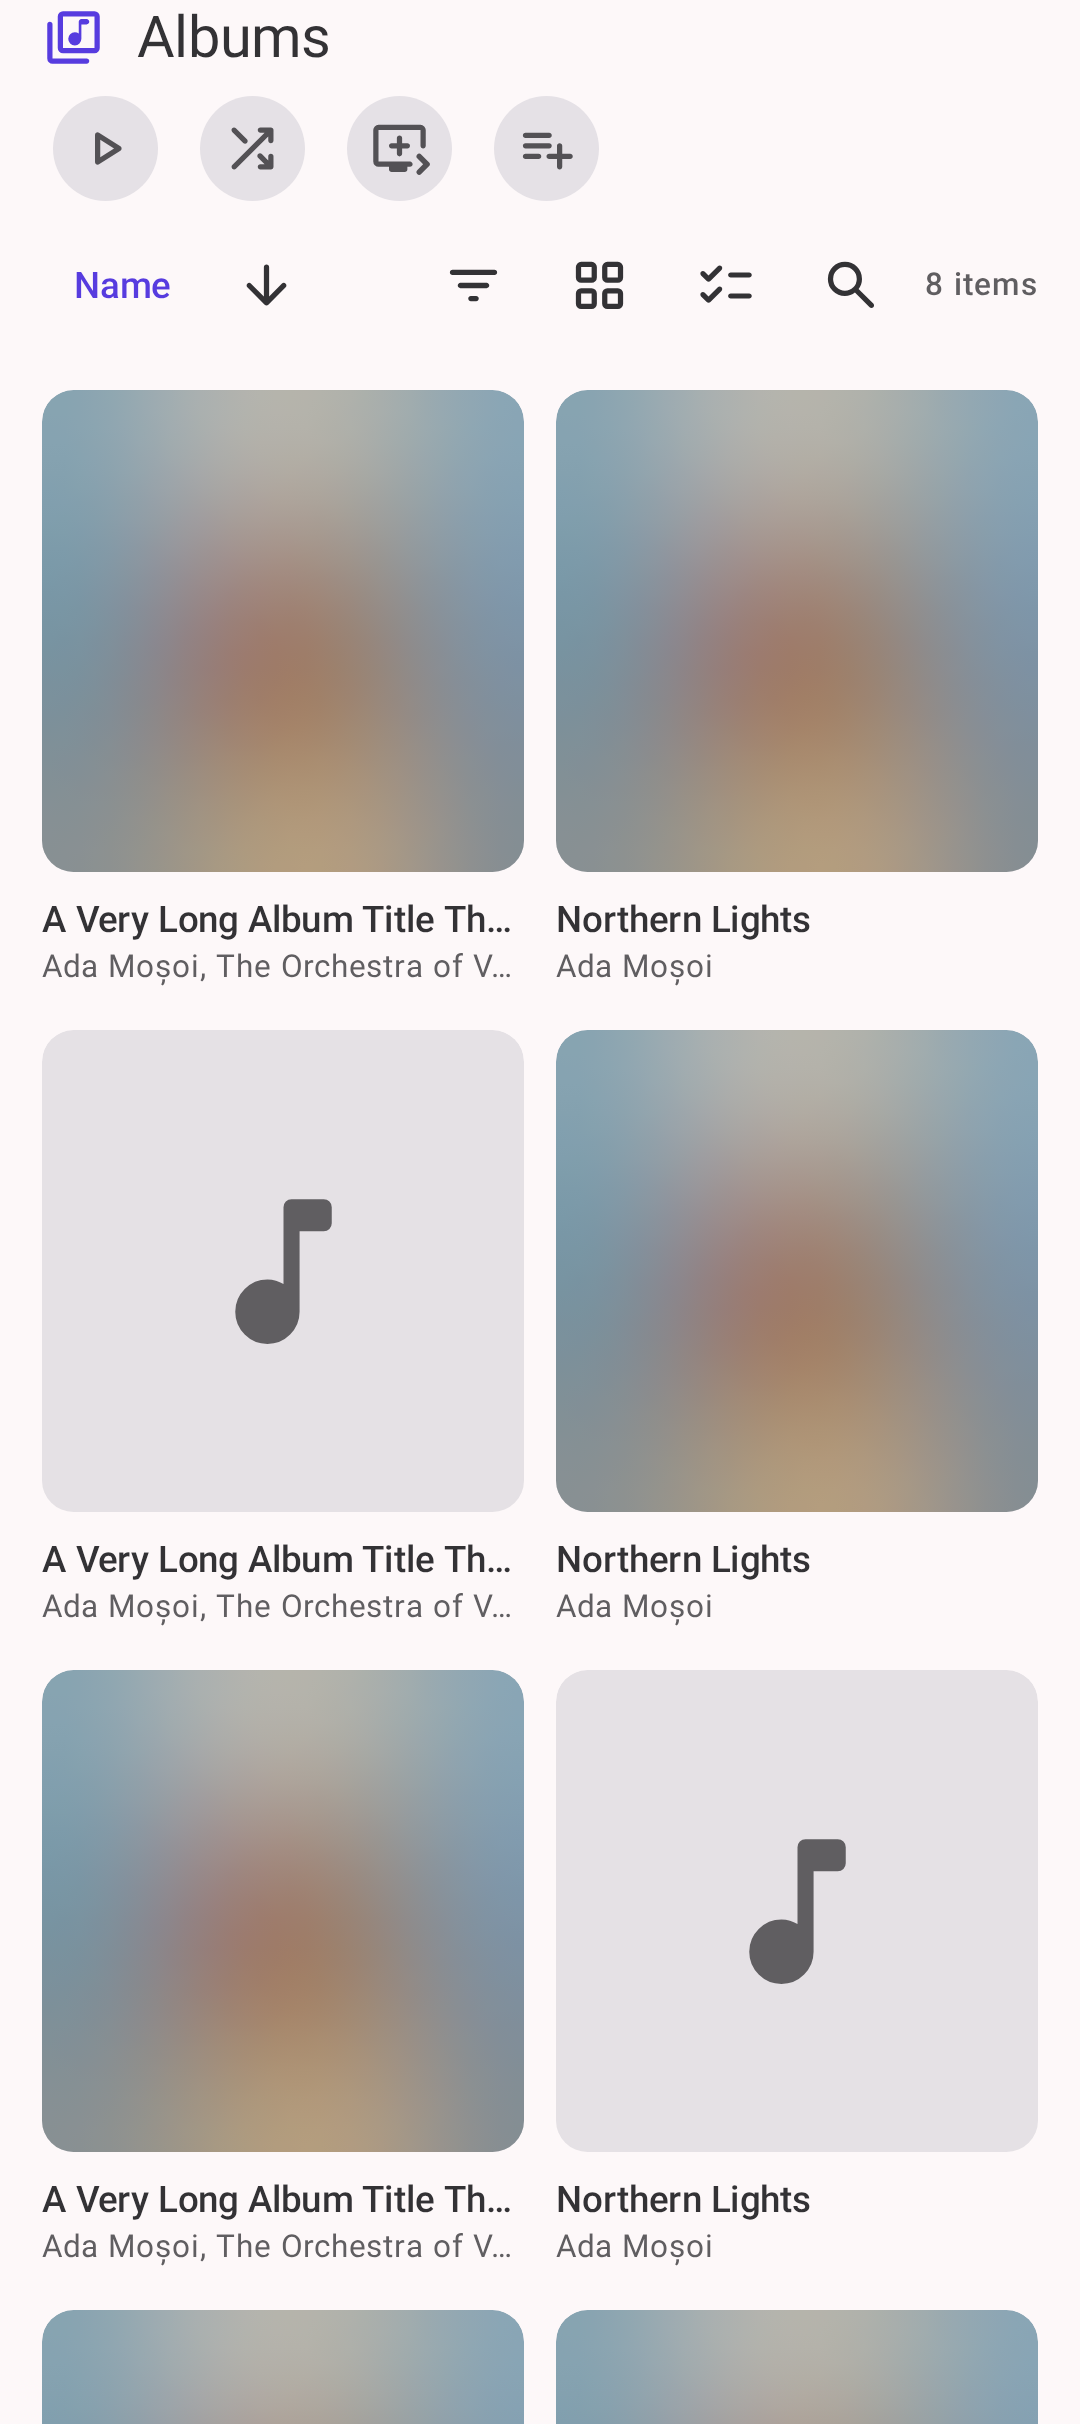 Albums
Name
8 items
A Very Long Album Title Th...
Northern Lights
Ada Moșoi, The Orchestra of V...
Ada Moșoi
A Very Long Album Title Th...
Northern Lights
Ada Moșoi, The Orchestra of V...
Ada Moșoi
A Very Long Album Title Th...
Northern Lights
Ada Moșoi, The Orchestra of V...
Ada Moșoi